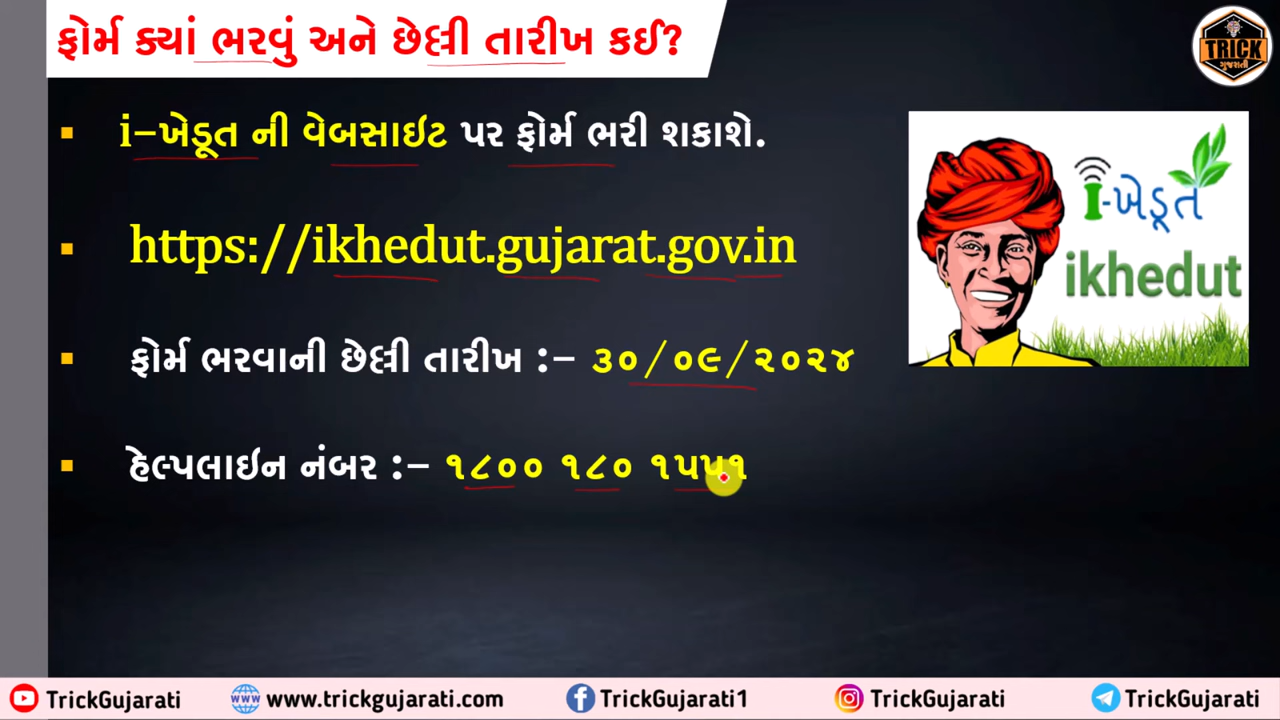 ફોર્મ ક્યાં ભરવું અને છેલ્લી તારીખ કઈ?
TRICK
ગુજરાતી
i-ખેડૂત ની વેબસાઇટ પર ફોર્મ ભરી શકાશે.
i-ખેડૂત
https://ikhedut.gujarat.gov.in
ikhedut
ફોર્મ ભરવાની છેલ્લી તારીખ :- ૩૦/૦૯/૨૦૨૪
હેલ્પલાઇન નંબર :- ૧૮૦૦ ૧૮૦ ૧૫૫૧
TrickGujarati www.trickgujarati.com TrickGujarati1 TrickGujarati TrickGujarati